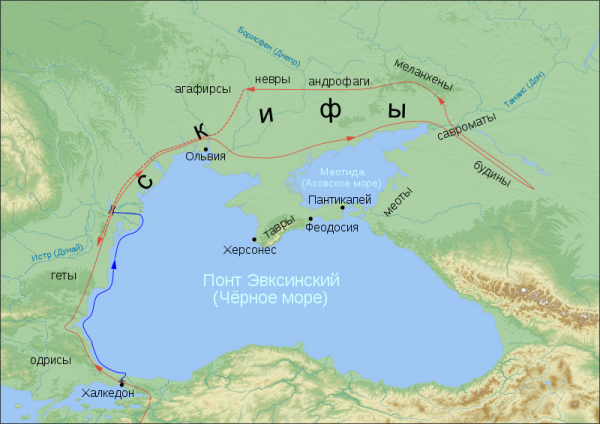 Борисфен (Днепр)
меланхены
невры
андрофаги
агафирсы
Танаис (Дон)
скифы
савроматы
Ольвия
Меотида
(Азовское море)
будины
Пантикапей
меоты
тавры
Феодосия
Херсонес
Истр (Дунай)
геты
Понт Эвксинский
(Чёрное море)
одрисы
Халкедон